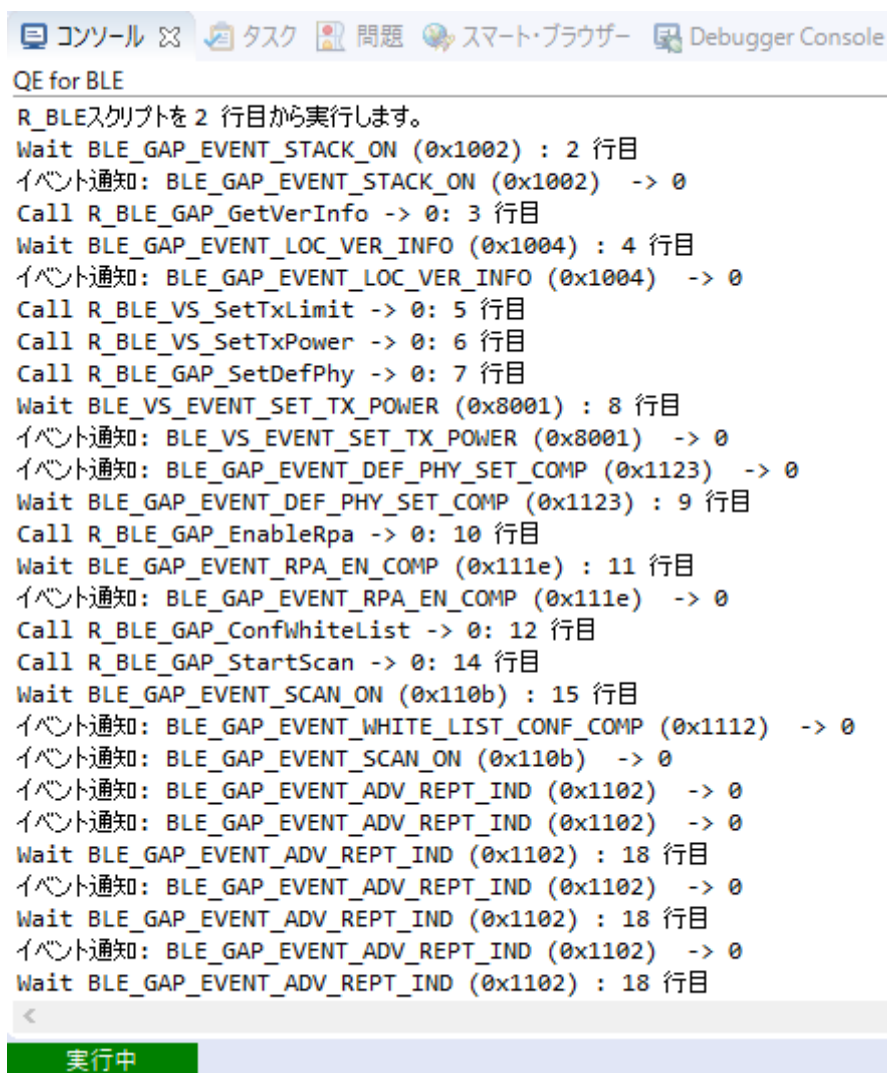 コンソール タスク 問題 スマート・ブラウザー Debugger Console
QE for BLE
R_BLEスクリプトを 2 行目から実行します。
Wait BLE_GAP_EVENT_STACK_ON (0x1002) : 2 行目
イベント通知: BLE_GAP_EVENT_STACK_ON (0x1002)  -> 0
Call R_BLE_GAP_GetVerInfo -> 0: 3 行目
Wait BLE_GAP_EVENT_LOC_VER_INFO (0x1004) : 4 行目
イベント通知: BLE_GAP_EVENT_LOC_VER_INFO (0x1004)  -> 0
Call R_BLE_VS_SetTxLimit -> 0: 5 行目
Call R_BLE_VS_SetTxPower -> 0: 6 行目
Call R_BLE_GAP_SetDefPhy -> 0: 7 行目
Wait BLE_VS_EVENT_SET_TX_POWER (0x8001) : 8 行目
イベント通知: BLE_VS_EVENT_SET_TX_POWER (0x8001)  -> 0
イベント通知: BLE_GAP_EVENT_DEF_PHY_SET_COMP (0x1123)  -> 0
Wait BLE_GAP_EVENT_DEF_PHY_SET_COMP (0x1123) : 9 行目
Call R_BLE_GAP_EnableRpa -> 0: 10 行目
Wait BLE_GAP_EVENT_RPA_EN_COMP (0x111e) : 11 行目
イベント通知: BLE_GAP_EVENT_RPA_EN_COMP (0x111e)  -> 0
Call R_BLE_GAP_ConfWhiteList -> 0: 12 行目
Call R_BLE_GAP_StartScan -> 0: 14 行目
Wait BLE_GAP_EVENT_SCAN_ON (0x110b) : 15 行目
イベント通知: BLE_GAP_EVENT_WHITE_LIST_CONF_COMP (0x1112)  -> 0
イベント通知: BLE_GAP_EVENT_SCAN_ON (0x110b)  -> 0
イベント通知: BLE_GAP_EVENT_ADV_REPT_IND (0x1102)  -> 0
イベント通知: BLE_GAP_EVENT_ADV_REPT_IND (0x1102)  -> 0
Wait BLE_GAP_EVENT_ADV_REPT_IND (0x1102) : 18 行目
イベント通知: BLE_GAP_EVENT_ADV_REPT_IND (0x1102)  -> 0
Wait BLE_GAP_EVENT_ADV_REPT_IND (0x1102) : 18 行目
イベント通知: BLE_GAP_EVENT_ADV_REPT_IND (0x1102)  -> 0
Wait BLE_GAP_EVENT_ADV_REPT_IND (0x1102) : 18 行目
実行中